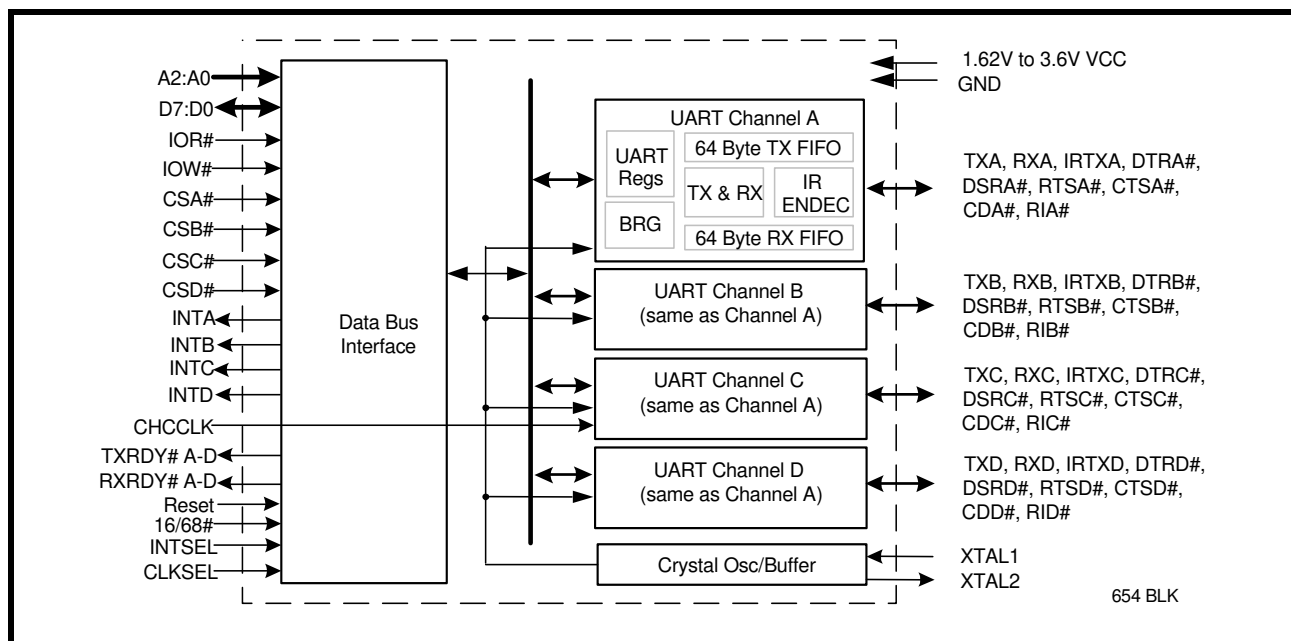 A2:A0
D7:D0
IOR#
IOW#
CSA#
CSB#
CSC#
CSD#
INTA
INTB
INTC
INTD
CHCCLK
TXRDY# A-D
RXRDY# A-D
Reset
16/68#
INTSEL
CLKSEL
Data Bus
Interface
UART Channel A
UART
Regs
64 Byte TX FIFO
TX & RX
IR
ENDEC
BRG
64 Byte RX FIFO
UART Channel B
(same as Channel A)
UART Channel C
(same as Channel A)
UART Channel D
(same as Channel A)
Crystal Osc/Buffer
1.62V to 3.6V VCC
GND
TXA, RXA, IRTXA, DTRA#,
DSRA#, RTSA#, CTSA#,
CDA#, RIA#
TXB, RXB, IRTXB, DTRB#,
DSRB#, RTSB#, CTSB#,
CDB#, RIB#
TXC, RXC, IRTXC, DTRC#,
DSRC#, RTSC#, CTSC#,
CDC#, RIC#
TXD, RXD, IRTXD, DTRD#,
DSRD#, RTSD#, CTSD#,
CDD#, RID#
XTAL1
XTAL2
654 BLK